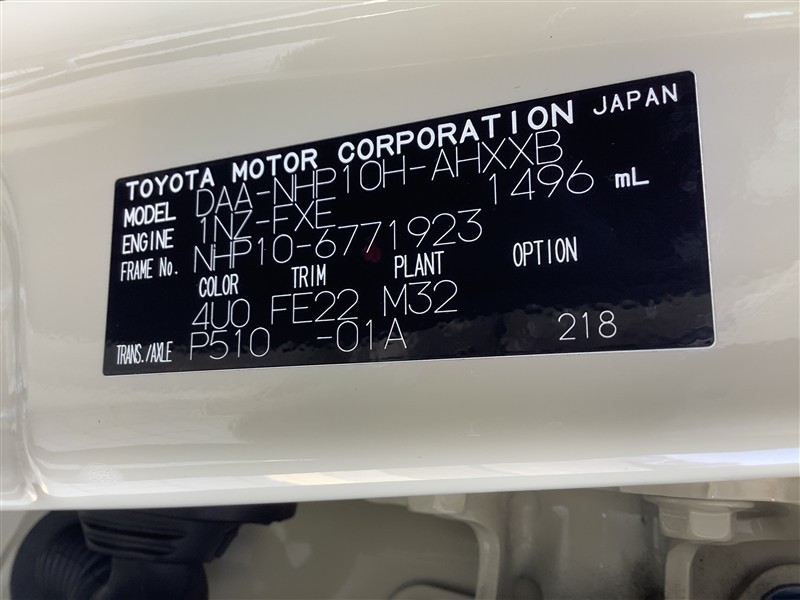 TOYOTA MOTOR CORPORATION JAPAN
MODEL DAA-NHP10H-AHXXB
ENGINE 1NZ-FXE 1496 mL
FRAME No. NHP10-6771923
COLOR TRIM PLANT OPTION
4U0 FE22 M32
TRANS./AXLE P510 -01A 218